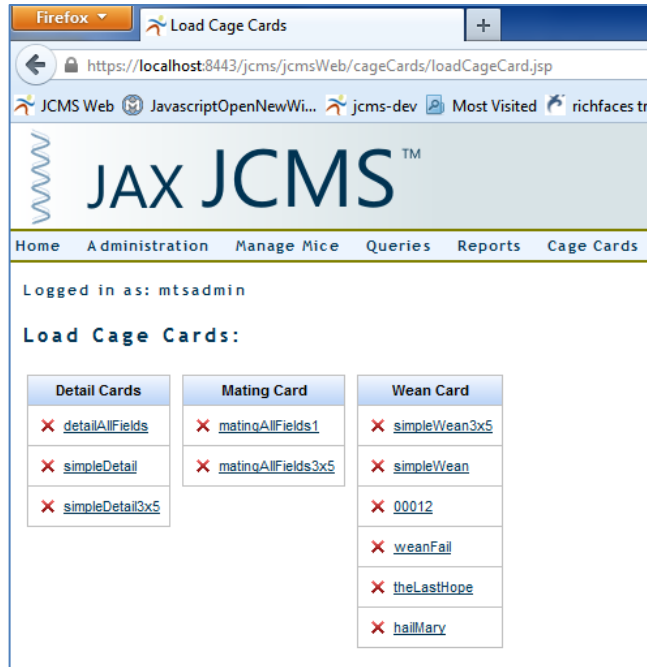 Firefox
Load Cage Cards
https://localhost:8443/jcms/jcmsWeb/cageCards/loadCageCard.jsp
JCMS Web JavascriptOpenNewWi... jcms-dev Most Visited richfaces tr
JAX JCMS™
Home Administration Manage Mice Queries Reports Cage Cards
Logged in as: mtsadmin
Load Cage Cards:
Detail Cards
detailAllFields
simpleDetail
simpleDetail3x5
Mating Card
matingAllFields1
matingAllFields3x5
Wean Card
simpleWean3x5
simpleWean
00012
weanFail
theLastHope
hailMary